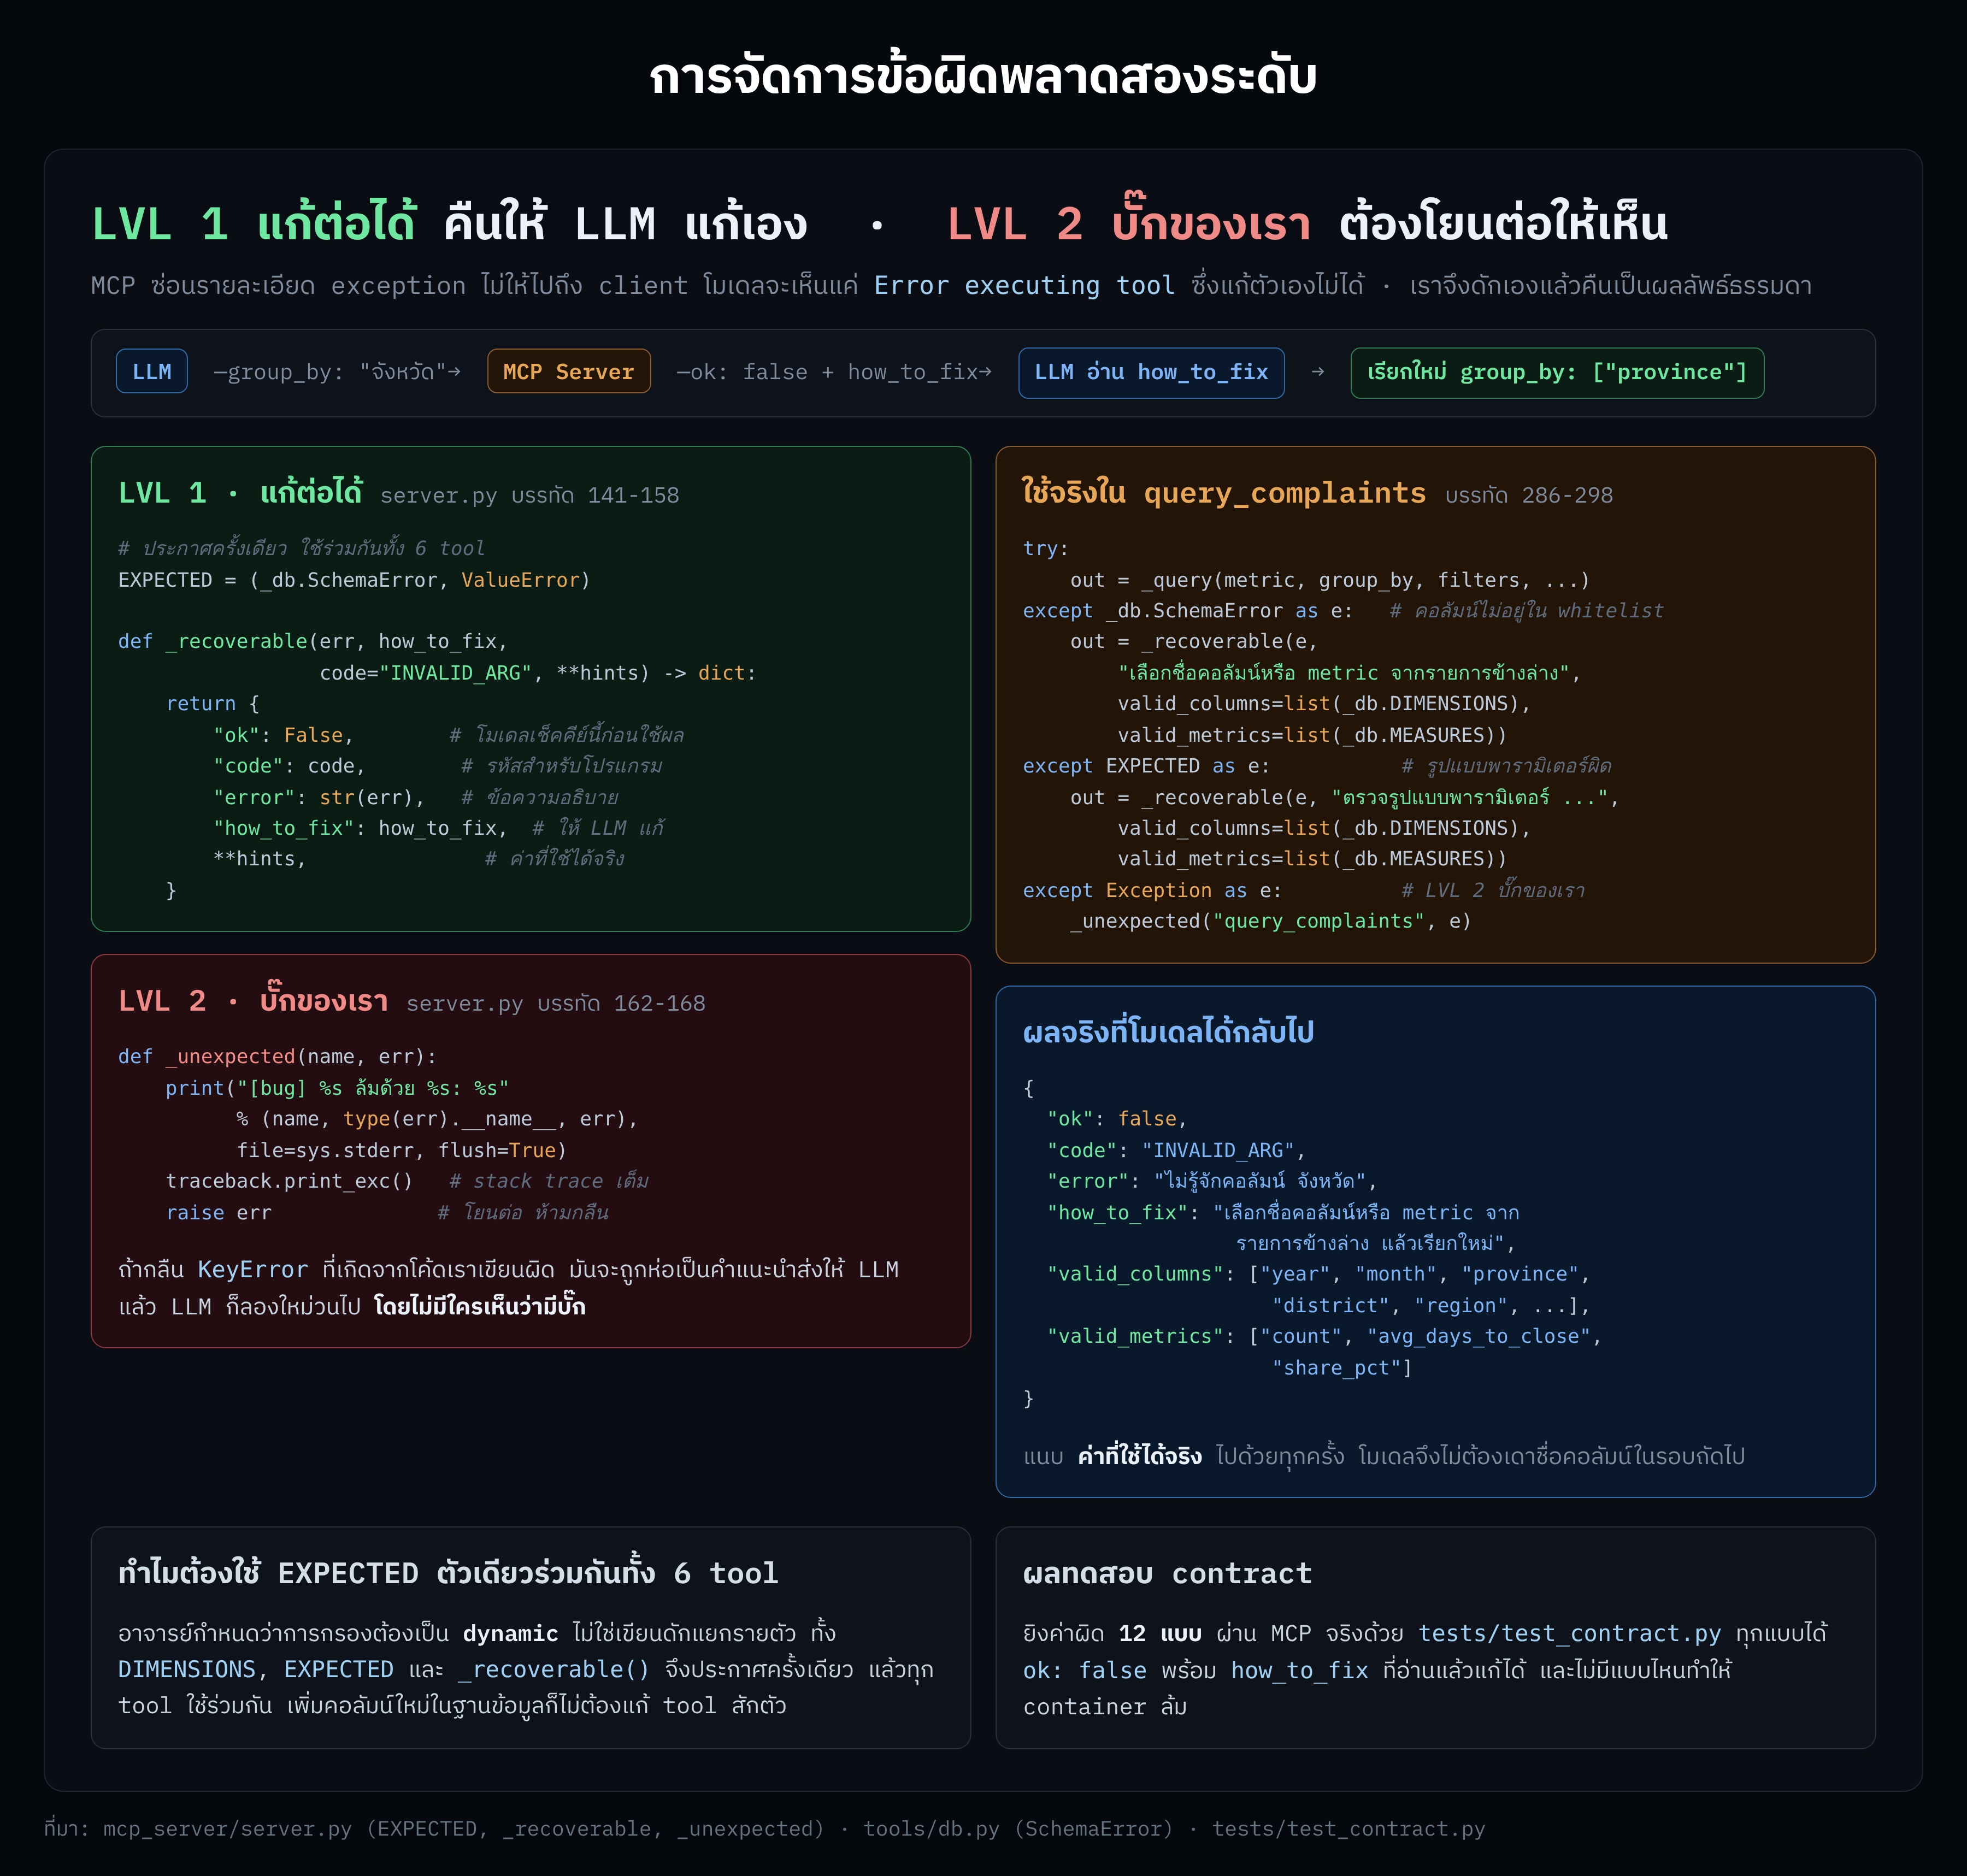 การจัดการข้อผิดพลาดสองระดับ
LVL 1 แก้ต่อได้ คืนให้ LLM แก้เอง · LVL 2 บั๊กของเรา ต้องโยนต่อให้เห็น
MCP ซ่อนรายละเอียด exception ไม่ให้ไปถึง client โมเดลจะเห็นแค่ Error executing tool ซึ่งแก้ตัวเองไม่ได้ · เราจึงดักเองแล้วคืนเป็นผลลัพธ์ธรรมดา
LLM —group_by: "จังหวัด"→ MCP Server —ok: false + how_to_fix→ LLM อ่าน how_to_fix → เรียกใหม่ group_by: ["province"]
LVL 1 · แก้ต่อได้ server.py บรรทัด 141-158
# ประกาศครั้งเดียว ใช้ร่วมกันทั้ง 6 tool
EXPECTED = (_db.SchemaError, ValueError)
def _recoverable(err, how_to_fix,
code="INVALID_ARG", **hints) -> dict:
return {
"ok": False, # โมเดลเช็คคีย์นี้ก่อนใช้ผล
"code": code, # รหัสสำหรับโปรแกรม
"error": str(err), # ข้อความอธิบาย
"how_to_fix": how_to_fix, # ให้ LLM แก้
**hints, # ค่าที่ใช้ได้จริง
}
LVL 2 · บั๊กของเรา server.py บรรทัด 162-168
def _unexpected(name, err):
print("[bug] %s ล้มด้วย %s: %s"
% (name, type(err).__name__, err),
file=sys.stderr, flush=True)
traceback.print_exc() # stack trace เต็ม
raise err # โยนต่อ ห้ามกลืน
ถ้ากลืน KeyError ที่เกิดจากโค้ดเราเขียนผิด มันจะถูกห่อเป็นคำแนะนำส่งให้ LLM
แล้ว LLM ก็ลองใหม่วนไป โดยไม่มีใครเห็นว่ามีบั๊ก
ใช้จริงใน query_complaints บรรทัด 286-298
try:
out = _query(metric, group_by, filters, ...)
except _db.SchemaError as e: # คอลัมน์ไม่อยู่ใน whitelist
out = _recoverable(e,
"เลือกชื่อคอลัมน์หรือ metric จากรายการข้างล่าง",
valid_columns=list(_db.DIMENSIONS),
valid_metrics=list(_db.MEASURES))
except EXPECTED as e: # รูปแบบพารามิเตอร์ผิด
out = _recoverable(e, "ตรวจรูปแบบพารามิเตอร์ ...",
valid_columns=list(_db.DIMENSIONS),
valid_metrics=list(_db.MEASURES))
except Exception as e: # LVL 2 บั๊กของเรา
_unexpected("query_complaints", e)
ผลจริงที่โมเดลได้กลับไป
{
"ok": false,
"code": "INVALID_ARG",
"error": "ไม่รู้จักคอลัมน์ จังหวัด",
"how_to_fix": "เลือกชื่อคอลัมน์หรือ metric จาก
รายการข้างล่าง แล้วเรียกใหม่",
"valid_columns": ["year", "month", "province",
"district", "region", ...],
"valid_metrics": ["count", "avg_days_to_close",
"share_pct"]
}
แนบ ค่าที่ใช้ได้จริง ไปด้วยทุกครั้ง โมเดลจึงไม่ต้องเดาชื่อคอลัมน์ในรอบถัดไป
ทำไมต้องใช้ EXPECTED ตัวเดียวร่วมกันทั้ง 6 tool
อาจารย์กำหนดว่าการกรองต้องเป็น dynamic ไม่ใช่เขียนดักแยกรายตัว ทั้ง
DIMENSIONS, EXPECTED และ _recoverable() จึงประกาศครั้งเดียว แล้วทุก
tool ใช้ร่วมกัน เพิ่มคอลัมน์ใหม่ในฐานข้อมูลก็ไม่ต้องแก้ tool สักตัว
ผลทดสอบ contract
ยิงค่าผิด 12 แบบ ผ่าน MCP จริงด้วย tests/test_contract.py ทุกแบบได้
ok: false พร้อม how_to_fix ที่อ่านแล้วแก้ได้ และไม่มีแบบไหนทำให้
container ล้ม
ที่มา: mcp_server/server.py (EXPECTED, _recoverable, _unexpected) · tools/db.py (SchemaError) · tests/test_contract.py